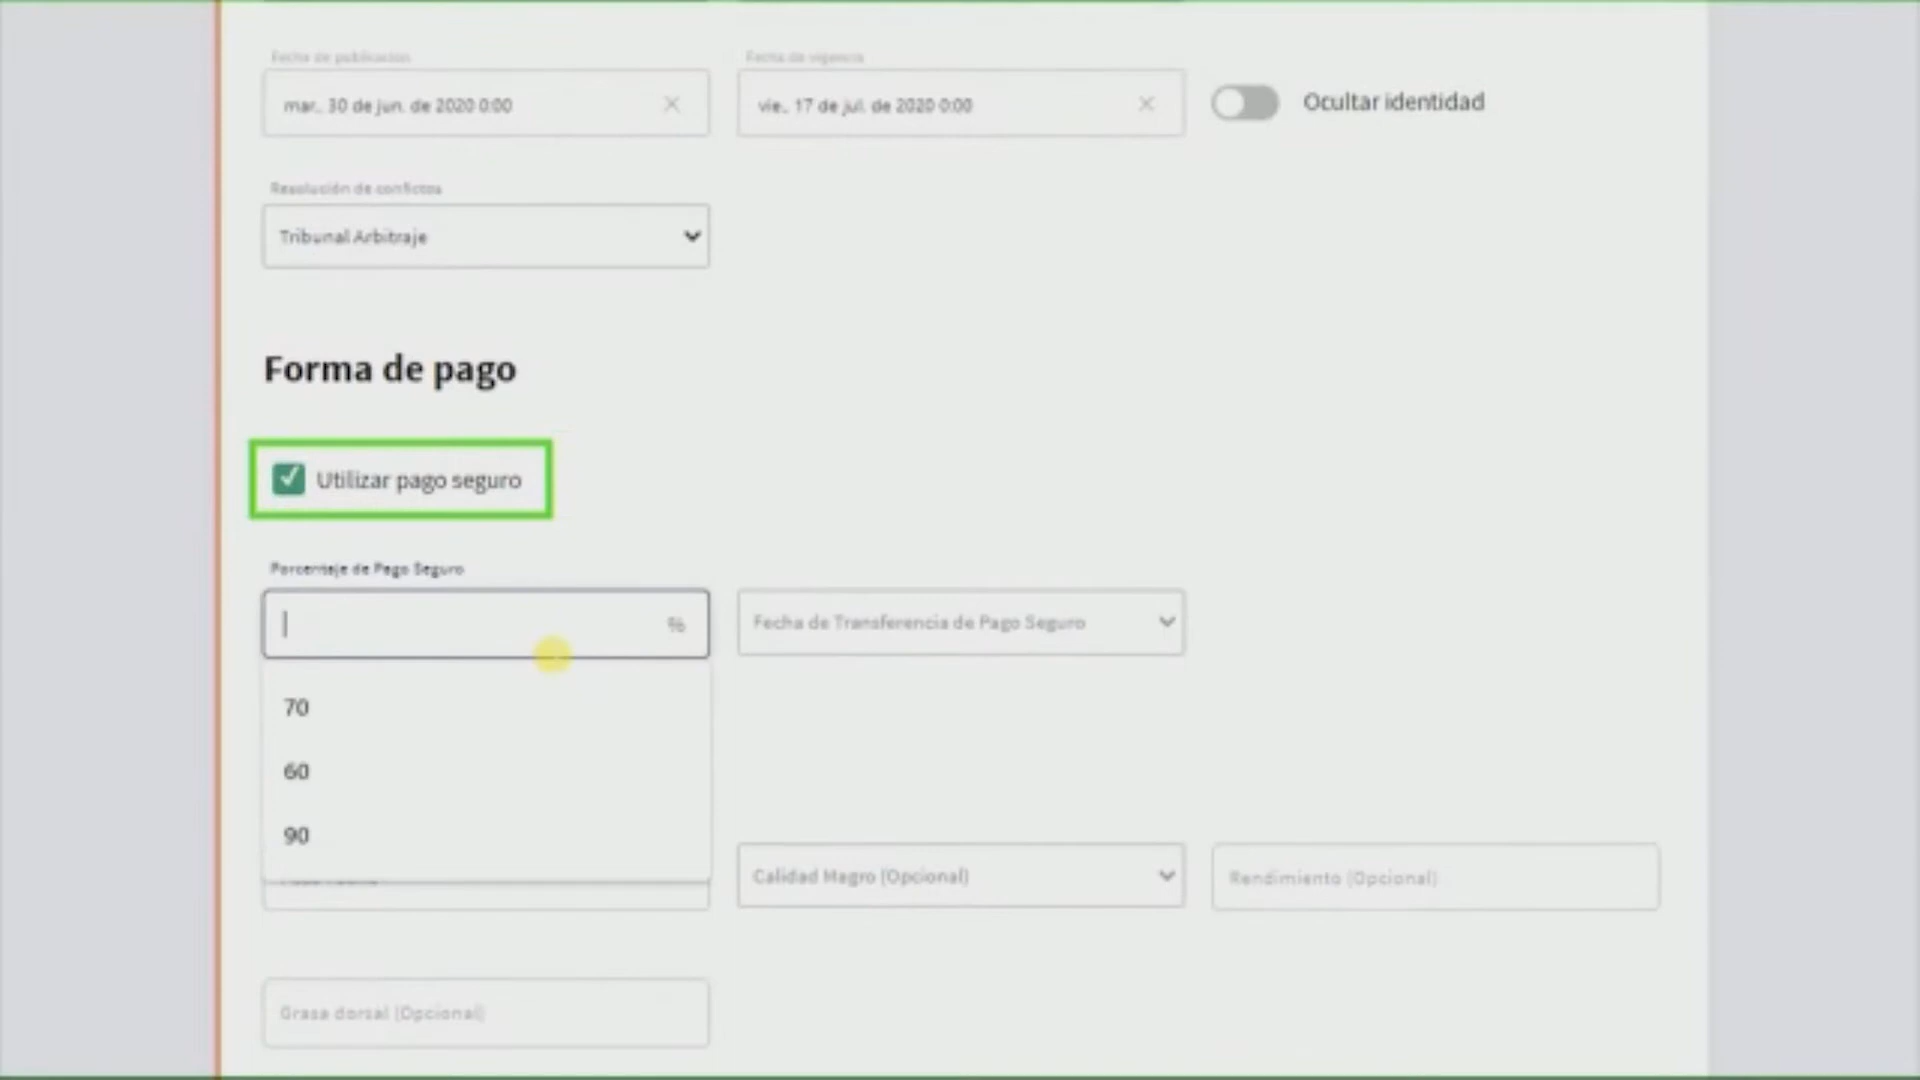 Fecha de publicación
Fecha de vigencia
mar., 30 de jun. de 2020 0:00
vie., 17 de jul. de 2020 0:00
Ocultar identidad
Resolución de conflictos
Tribunal Arbitraje
Forma de pago
Utilizar pago seguro
Porcentaje de Pago Seguro
%
Fecha de Transferencia de Pago Seguro
70
60
90
Calidad Magro (Opcional)
Rendimiento (Opcional)
Grasa dorsal (Opcional)